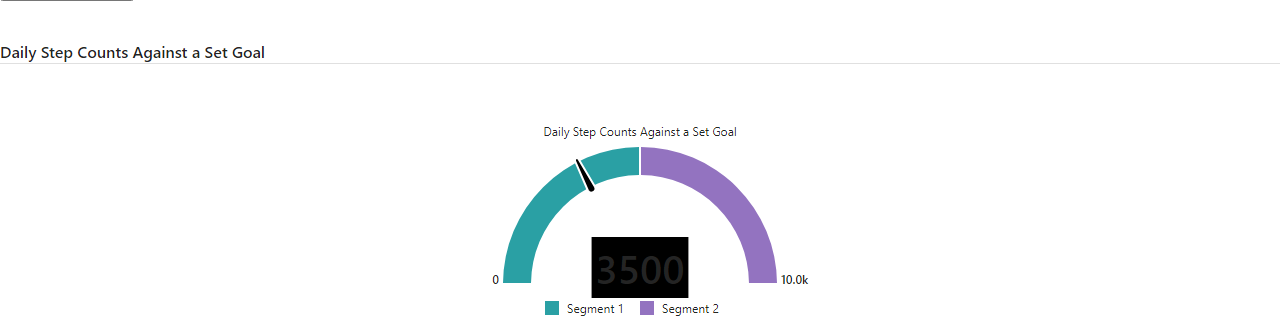 Daily Step Counts Against a Set Goal
Daily Step Counts Against a Set Goal
3500
0
10.0k
Segment 1
Segment 2